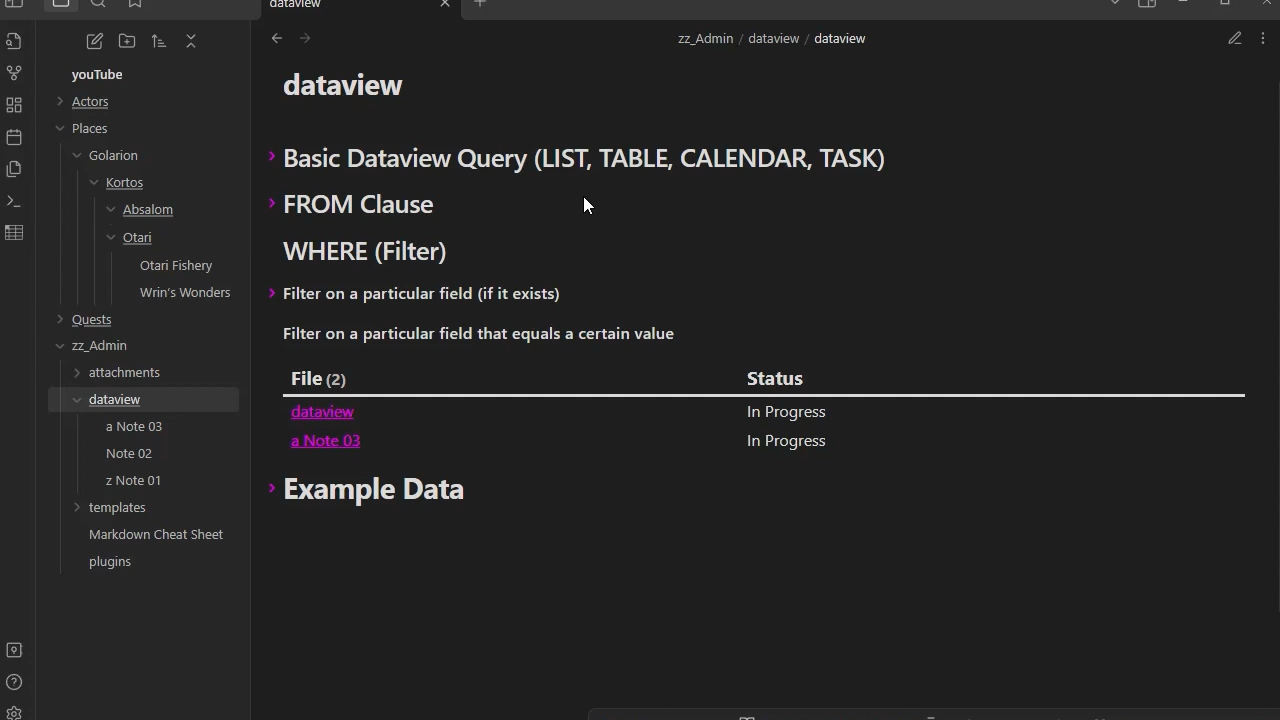 dataview
zz_Admin / dataview / dataview
youTube
Actors
Places
Golarion
Kortos
Absalom
Otari
Otari Fishery
Wrin's Wonders
Quests
zz_Admin
attachments
dataview
a Note 03
Note 02
z Note 01
templates
Markdown Cheat Sheet
plugins
dataview
Basic Dataview Query (LIST, TABLE, CALENDAR, TASK)
FROM Clause
WHERE (Filter)
Filter on a particular field (if it exists)
Filter on a particular field that equals a certain value
File (2) Status
dataview In Progress
a Note 03 In Progress
Example Data